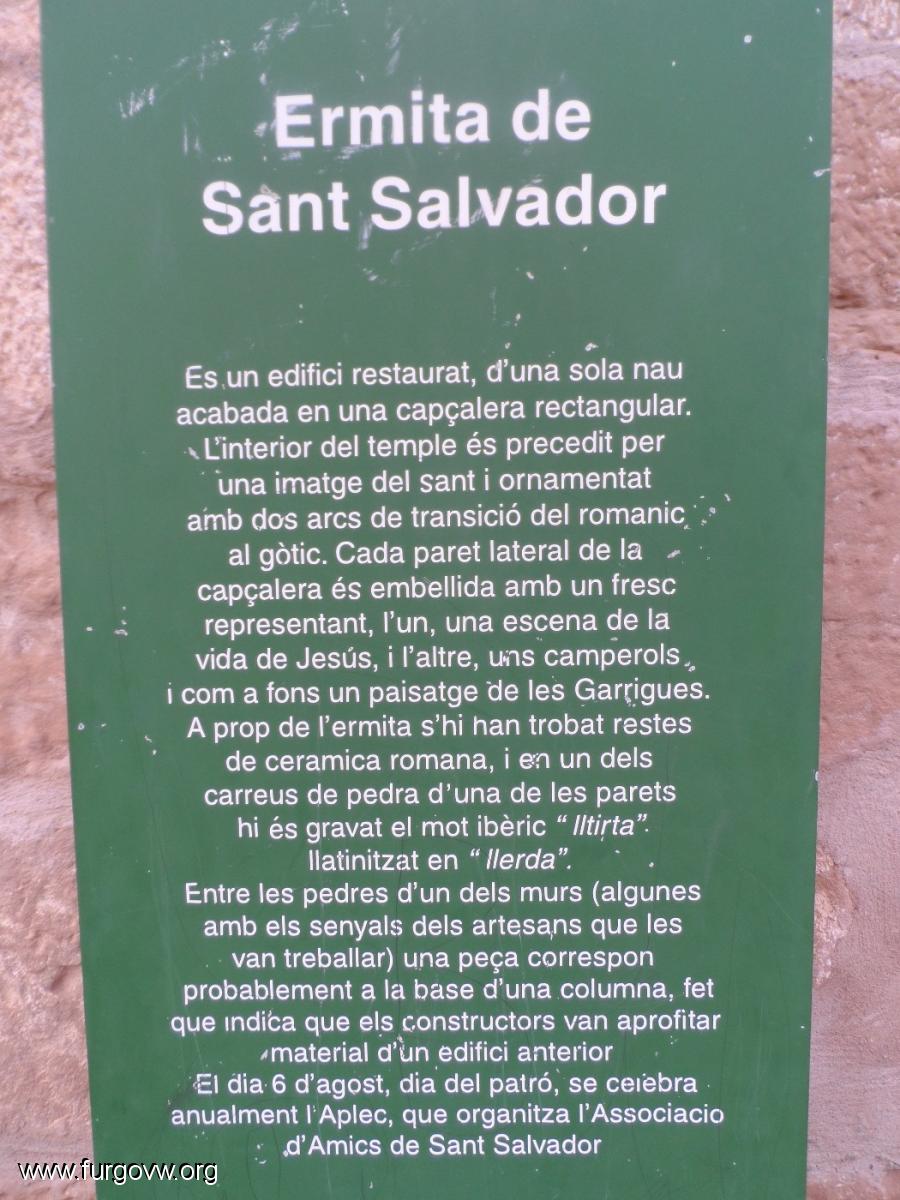 Ermita de
Sant Salvador
Es un edifici restaurat, d'una sola nau
acabada en una capçalera rectangular.
L'interior del temple és precedit per
una imatge del sant i ornamentat
amb dos arcs de transició del romanic
al gòtic. Cada paret lateral de la
capçalera és embellida amb un fresc
representant, l'un, una escena de la
vida de Jesús, i l'altre, uns camperols
i com a fons un paisatge de les Garrigues.
A prop de l'ermita s'hi han trobat restes
de ceramica romana, i en un dels
carreus de pedra d'una de les parets
hi és gravat el mot ibèric “ Iltirta”
llatinitzat en “ Ilerda”.
Entre les pedres d'un dels murs (algunes
amb els senyals dels artesans que les
van treballar) una peça correspon
probablement a la base d'una columna, fet
que indica que els constructors van aprofitar
material d'un edifici anterior
El dia 6 d'agost, dia del patró, se celebra
anualment l'Aplec, que organitza l'Associacio
d'Amics de Sant Salvador
www.furgovw.org